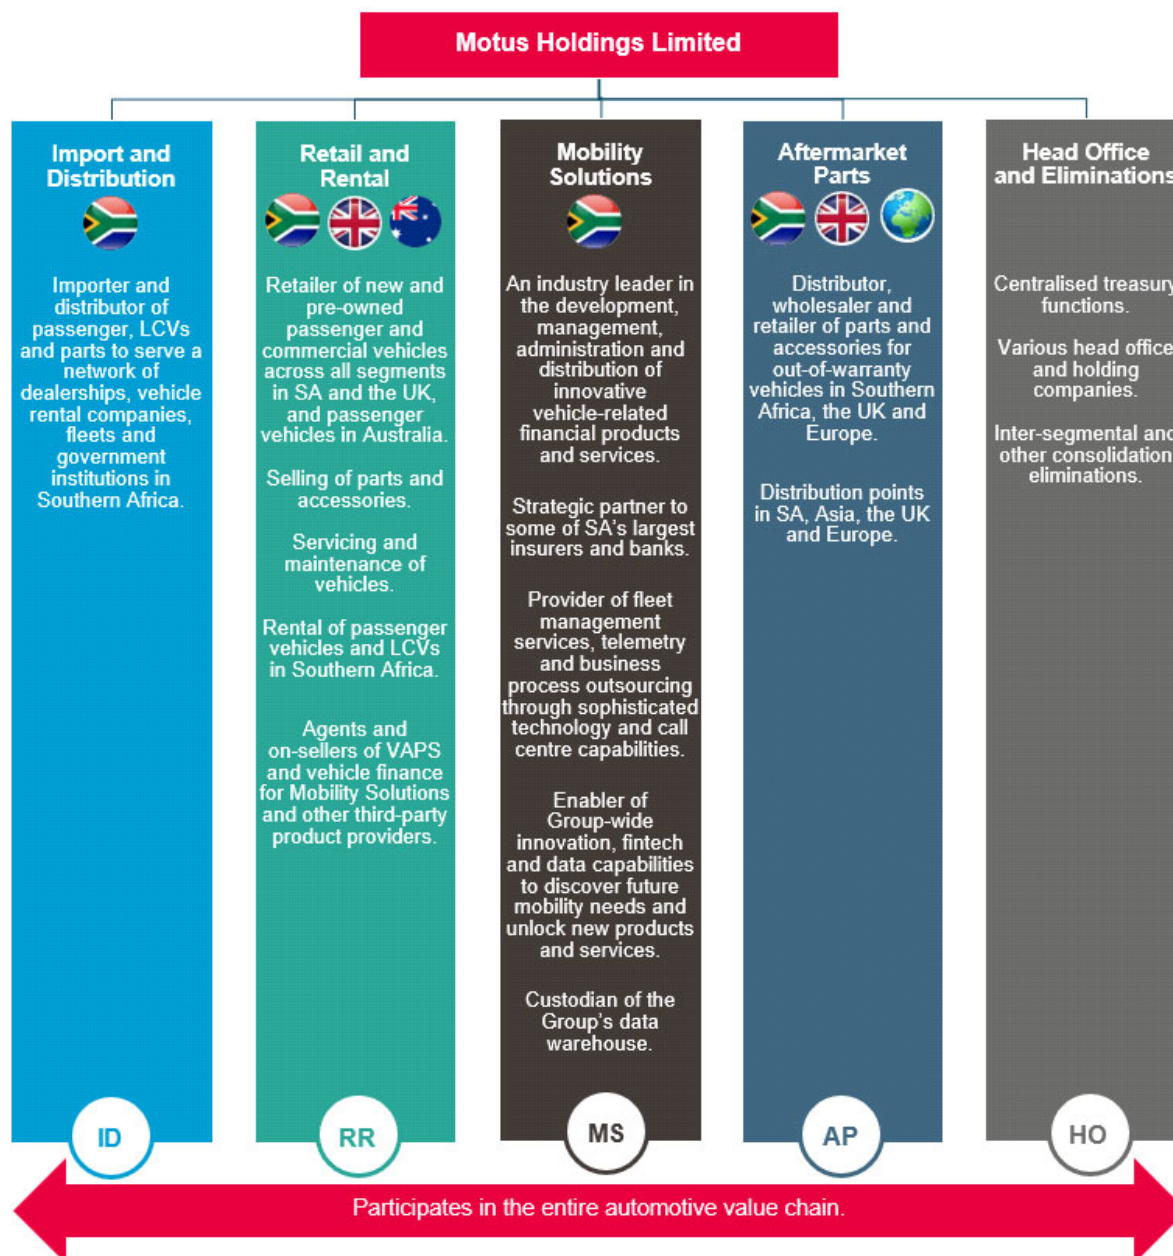 Motus Holdings Limited
Import and
Distribution
Importer and
distributor of
passenger, LCVs
and parts to serve a
network of
dealerships, vehicle
rental companies,
fleets and
government
institutions in
Southern Africa.
ID
Retail and
Rental
Retailer of new and
pre-owned
passenger and
commercial vehicles
across all segments
in SA and the UK,
and passenger
vehicles in Australia.
Selling of parts and
accessories.
Servicing and
maintenance of
vehicles.
Rental of passenger
vehicles and LCVs
in Southern Africa.
Agents and
on-sellers of VAPS
and vehicle finance
for Mobility Solutions
and other third-party
product providers.
RR
Mobility
Solutions
An industry leader in
the development,
management,
administration and
distribution of
innovative
vehicle-related
financial products
and services.
Strategic partner to
some of SA's largest
insurers and banks.
Provider of fleet
management
services, telemetry
and business
process outsourcing
through sophisticated
technology and call
centre capabilities.
Enabler of
Group-wide
innovation, fintech
and data capabilities
to discover future
mobility needs and
unlock new products
and services.
Custodian of the
Group's data
warehouse.
MS
Aftermarket
Parts
Distributor,
wholesaler and
retailer of parts and
accessories for
out-of-warranty
vehicles in Southern
Africa, the UK and
Europe.
Distribution points
in SA, Asia, the UK
and Europe.
AP
Head Office
and Eliminations
Centralised treasury
functions.
Various head office
and holding
companies.
Inter-segmental and
other consolidation
eliminations.
HO
Participates in the entire automotive value chain.